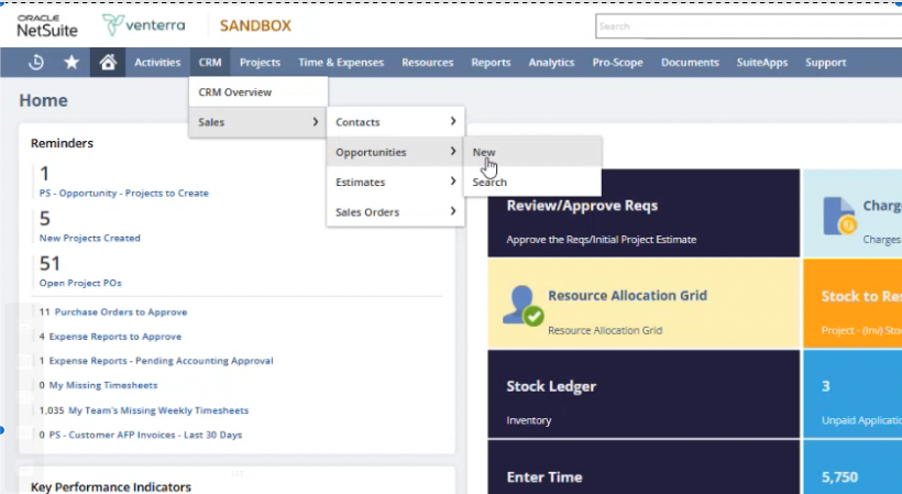 ORACLE
NetSuite
venterra
SANDBOX
Search
Activities CRM Projects Time & Expenses Resources Reports Analytics Pro-Scope Documents SuiteApps Support
CRM Overview
Sales
Contacts
Opportunities
Estimates
Sales Orders
New
Search
Home
Reminders
1
PS - Opportunity - Projects to Create
5
New Projects Created
51
Open Project POs
11 Purchase Orders to Approve
4 Expense Reports to Approve
1 Expense Reports - Pending Accounting Approval
0 My Missing Timesheets
1,035 My Team's Missing Weekly Timesheets
0 PS - Customer AFP Invoices - Last 30 Days
Key Performance Indicators
Review/Approve Reqs
Approve the Reqs/Initial Project Estimate
Charg
Charges
Resource Allocation Grid
Resource Allocation Grid
Stock to Res
Project - (Inv) Stoc
Stock Ledger
Inventory
3
Unpaid Applicatio
Enter Time
5,750